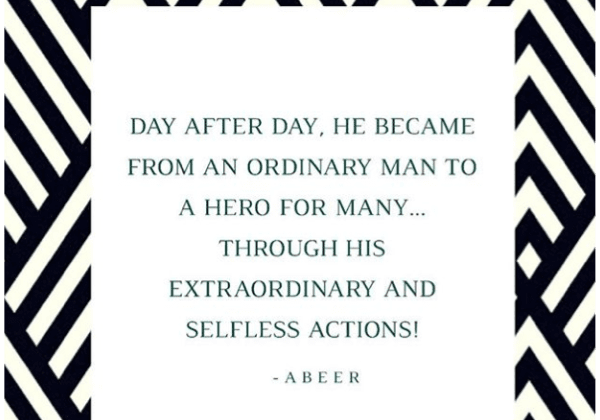 DAY AFTER DAY, HE BECAME
FROM AN ORDINARY MAN TO
A HERO FOR MANY...
THROUGH HIS
EXTRAORDINARY AND
SELFLESS ACTIONS!
-ABEER